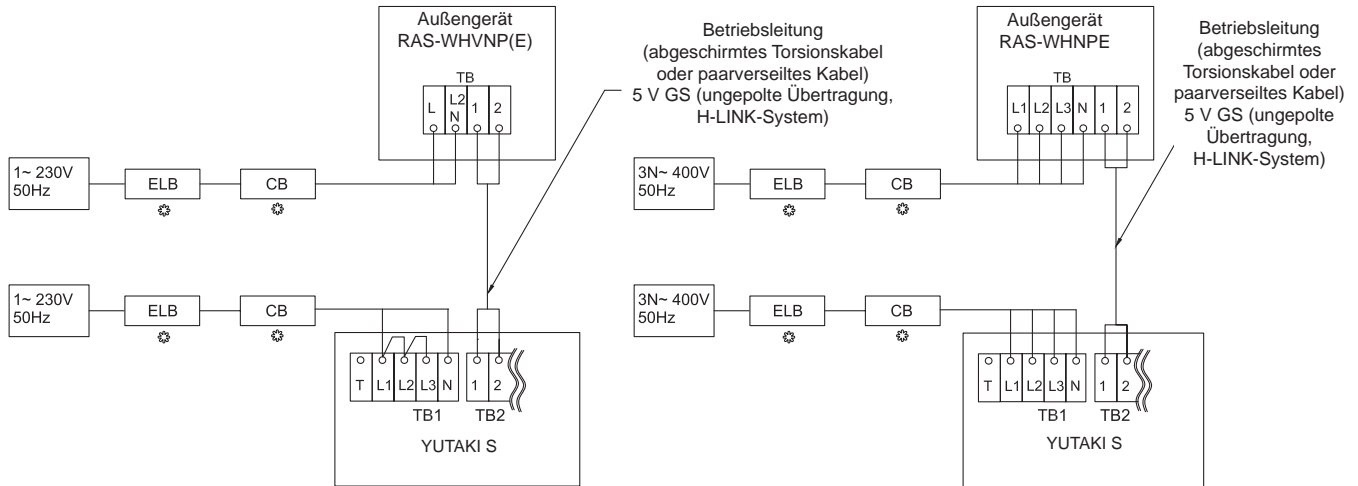 Außengerät
RAS-WHVNP(E)
TB
L
L2
N
1
2
Betriebsleitung
(abgeschirmtes Torsionskabel
oder paarverseiltes Kabel)
5 V GS (ungepolte Übertragung,
H-LINK-System)
1~ 230V
50Hz
ELB
CB
1~ 230V
50Hz
ELB
CB
T
L1
L2
L3
N
1
2
TB1
TB2
YUTAKI S
Außengerät
RAS-WHNPE
TB
L1
L2
L3
N
1
2
Betriebsleitung
(abgeschirmtes
Torsionskabel oder
paarverseiltes Kabel)
5 V GS (ungepolte
Übertragung,
H-LINK-System)
3N~ 400V
50Hz
ELB
CB
3N~ 400V
50Hz
ELB
CB
T
L1
L2
L3
N
1
2
TB1
TB2
YUTAKI S